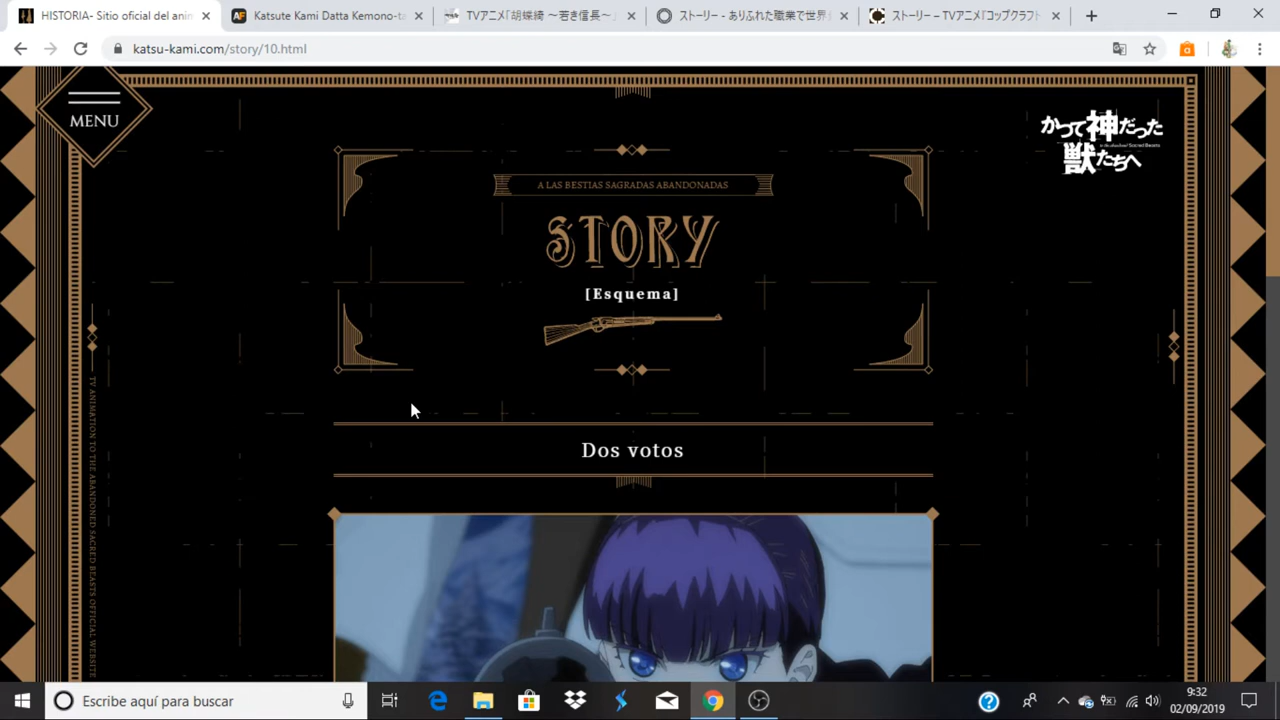 HISTORIA- Sitio oficial del anim
Katsute Kami Datta Kemono-ta
TVアニメ「胡蝶綺 ～若き信長～」
ストーリー - ありふれた職業で世界
ストーリー – TVアニメ『コップクラフト
katsu-kami.com/story/10.html
MENU
かつて神だった
to the abandoned Sacred Beasts
獣たちへ
A LAS BESTIAS SAGRADAS ABANDONADAS
STORY
[Esquema]
TV ANIMATION TO THE ABANDONED SACRED BEASTS OFFICIAL WEBSITE
Dos votos
Escribe aquí para buscar
9:32
02/09/2019